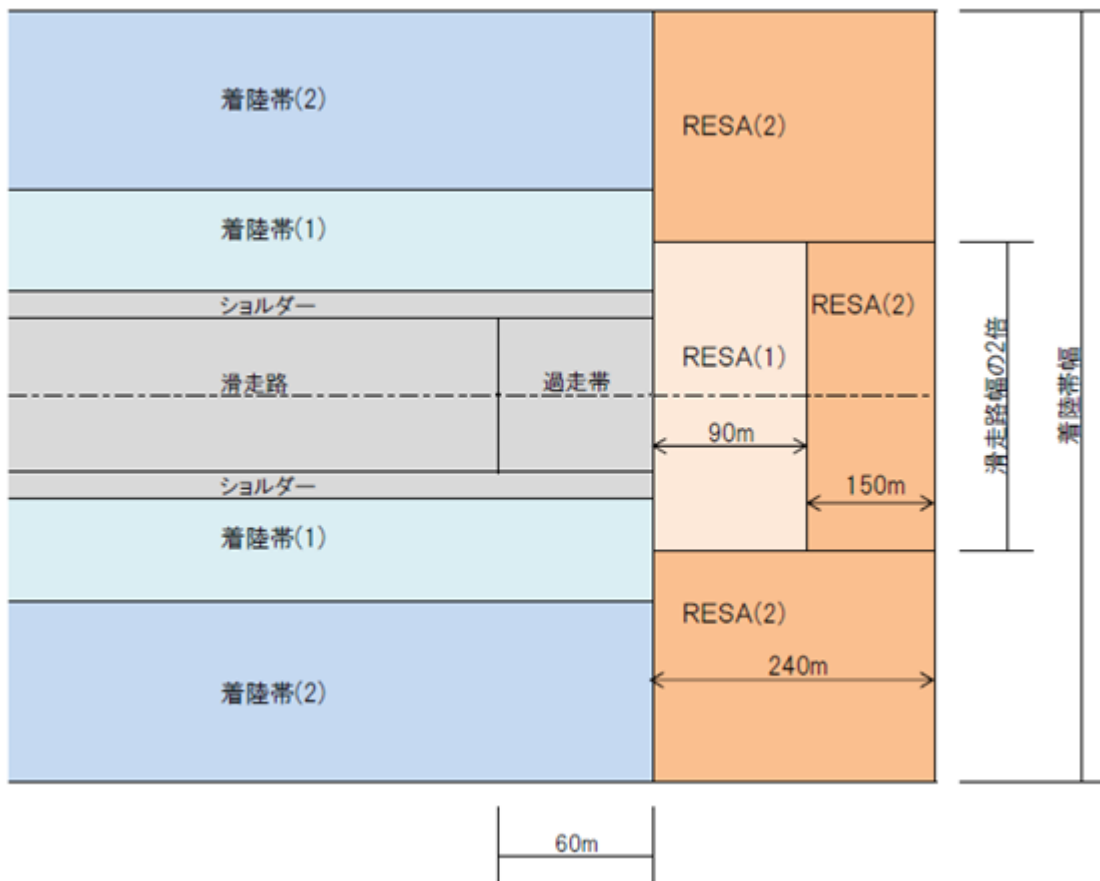 着陸帯(2)
RESA(2)
着陸帯(1)
ショルダー
RESA(2)
滑走路
過走帯
RESA(1)
90m
150m
滑走路幅の2倍
着陸帯幅
ショルダー
着陸帯(1)
RESA(2)
240m
着陸帯(2)
60m